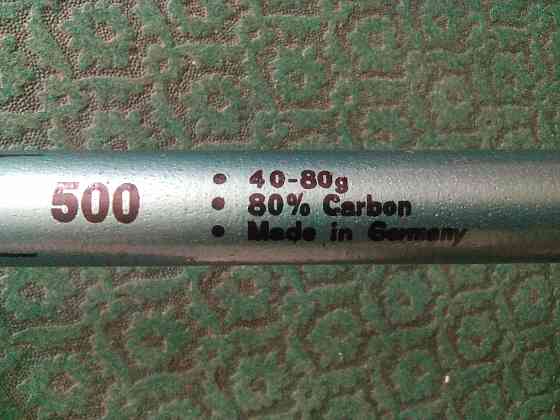 500
• 40-80g
• 80% Carbon
• Made in Germany